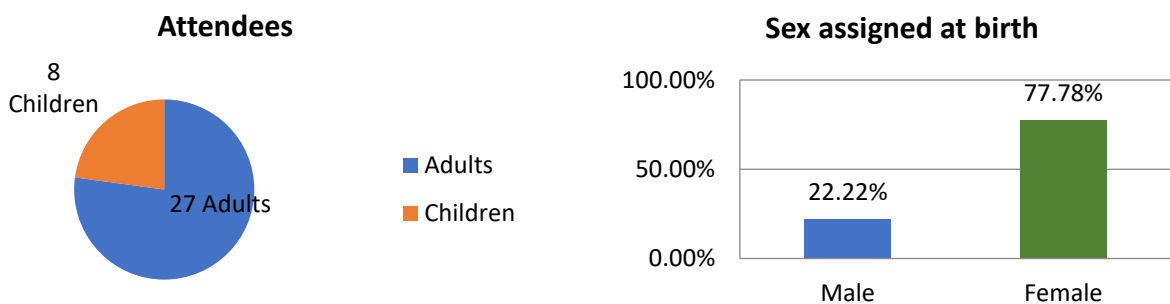 Attendees
8
Children
27 Adults
Adults
Children
Sex assigned at birth
100.00%
50.00%
0.00%
22.22%
77.78%
Male
Female